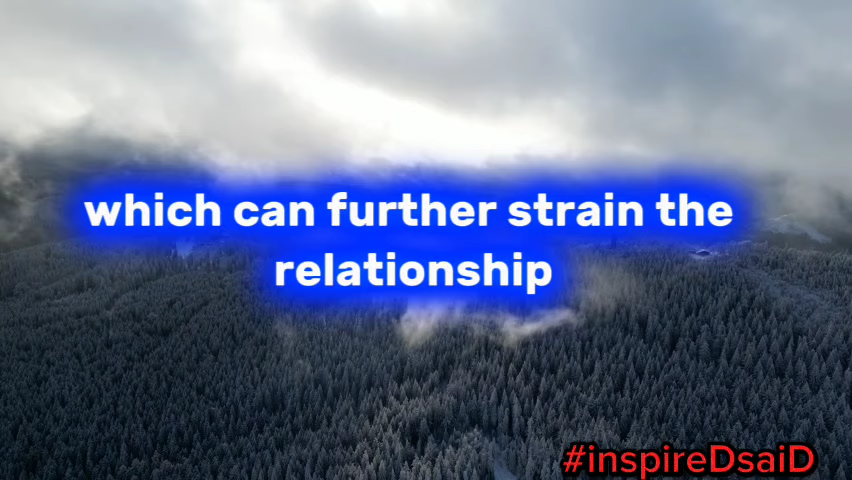 which can further strain the
relationship
#inspireDsaiD